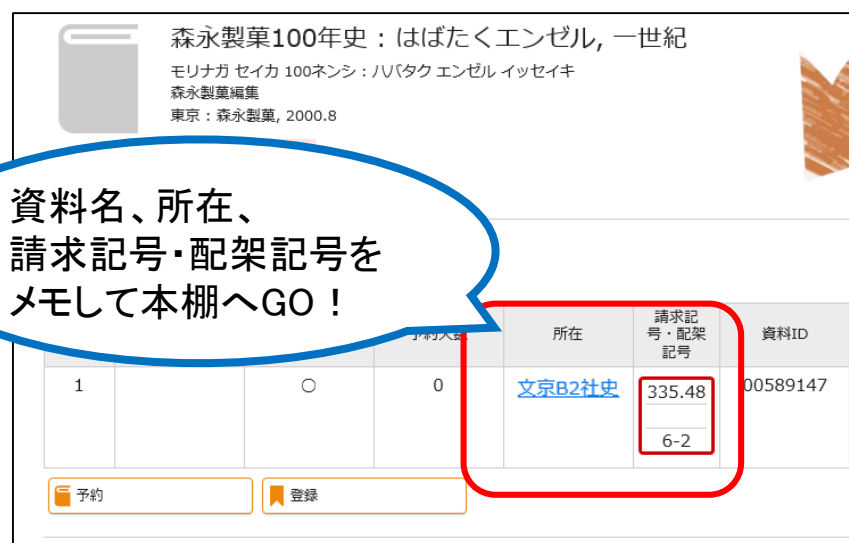 森永製菓100年史 : はばたくエンゼル, 一世紀
モリナガ セイカ 100ネンシ : ハバタク エンゼル イッセイキ
森永製菓編集
東京 : 森永製菓, 2000.8
資料名、所在、
請求記号・配架記号を
メモして本棚へGO！
予約人数
所在
請求記
号・配架
記号
資料ID
1
○
0
文京B2社史
335.48
6-2
00589147
予約
登録